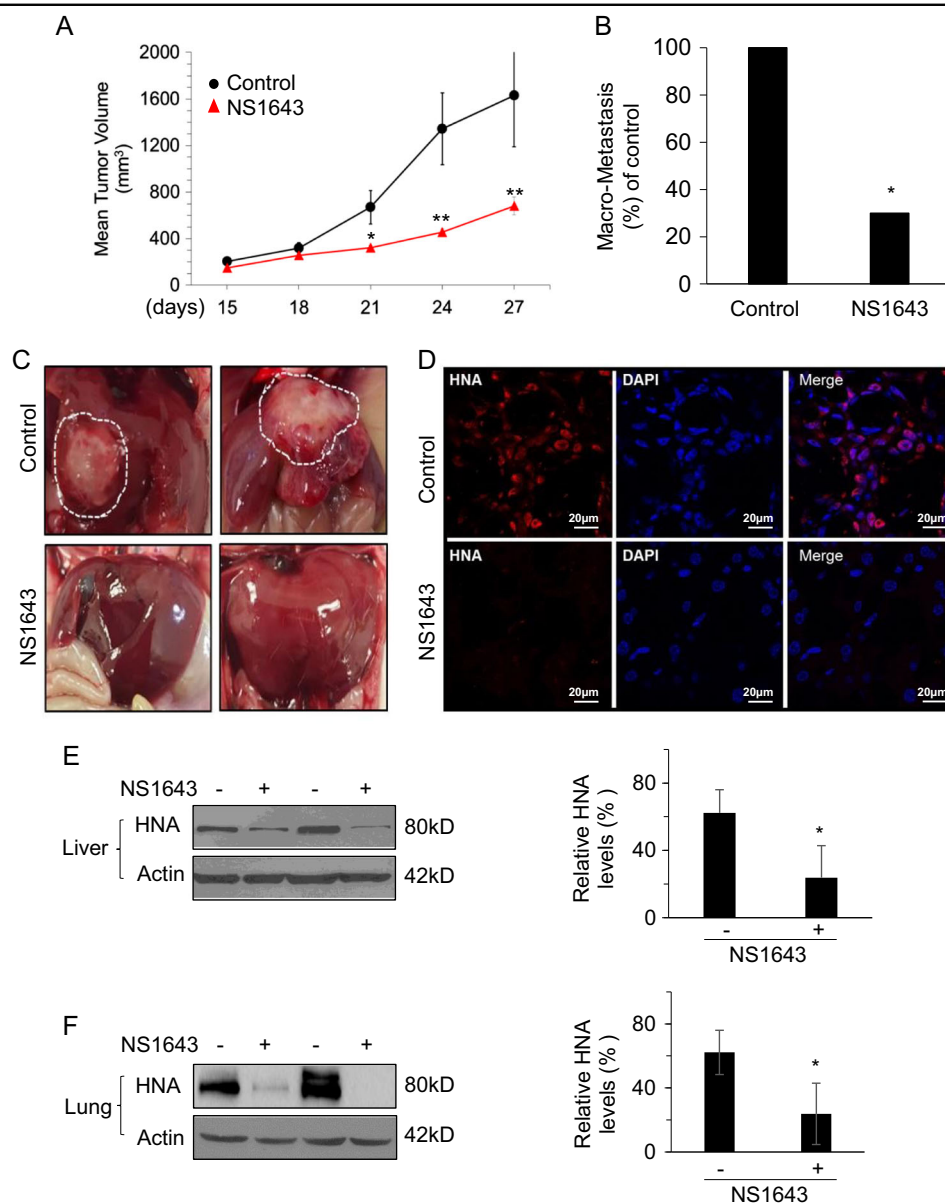 A
Mean Tumor Volume
(mm³)
2000
1600
1200
800
400
0
Control
NS1643
*
**
**
(days)
15 18 21 24 27
B
Macro-Metastasis
(%) of control
100
80
60
40
20
0
*
Control NS1643
C
Control
NS1643
D
Control
HNA DAPI Merge
20µm 20µm 20µm
NS1643
HNA DAPI Merge
20µm 20µm 20µm
E
NS1643 - + - +
Liver
HNA 80kD
Actin 42kD
Relative HNA
levels (% )
80
40
0
*
- +
NS1643
F
NS1643 - + - +
Lung
HNA 80kD
Actin 42kD
Relative HNA
levels (% )
80
40
0
*
- +
NS1643